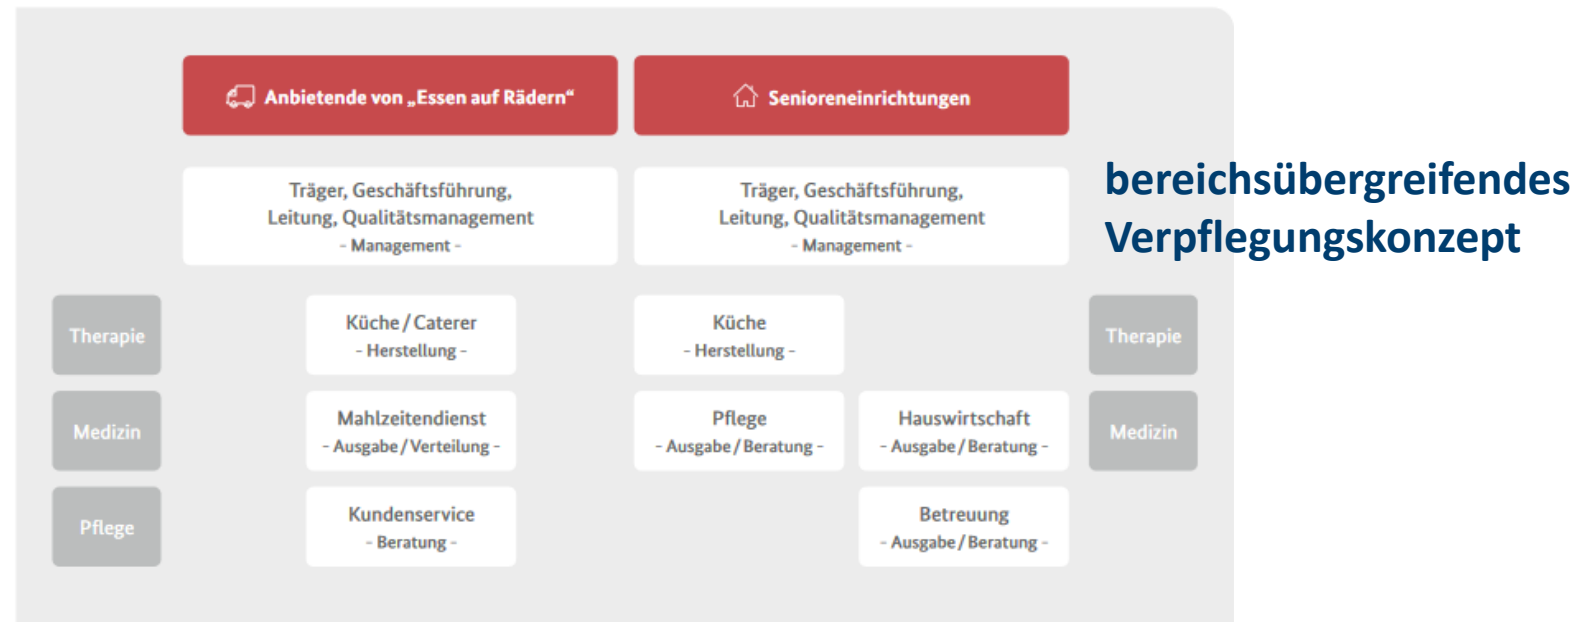 Anbietende von „Essen auf Rädern“
Senioreneinrichtungen
bereichsübergreifendes
Verpflegungskonzept
Träger, Geschäftsführung,
Leitung, Qualitätsmanagement
- Management -
Träger, Geschäftsführung,
Leitung, Qualitätsmanagement
- Management -
Therapie
Küche / Caterer
- Herstellung -
Küche
- Herstellung -
Therapie
Medizin
Mahlzeitendienst
- Ausgabe / Verteilung -
Pflege
- Ausgabe / Beratung -
Hauswirtschaft
- Ausgabe / Beratung -
Medizin
Pflege
Kundenservice
- Beratung -
Betreuung
- Ausgabe / Beratung -